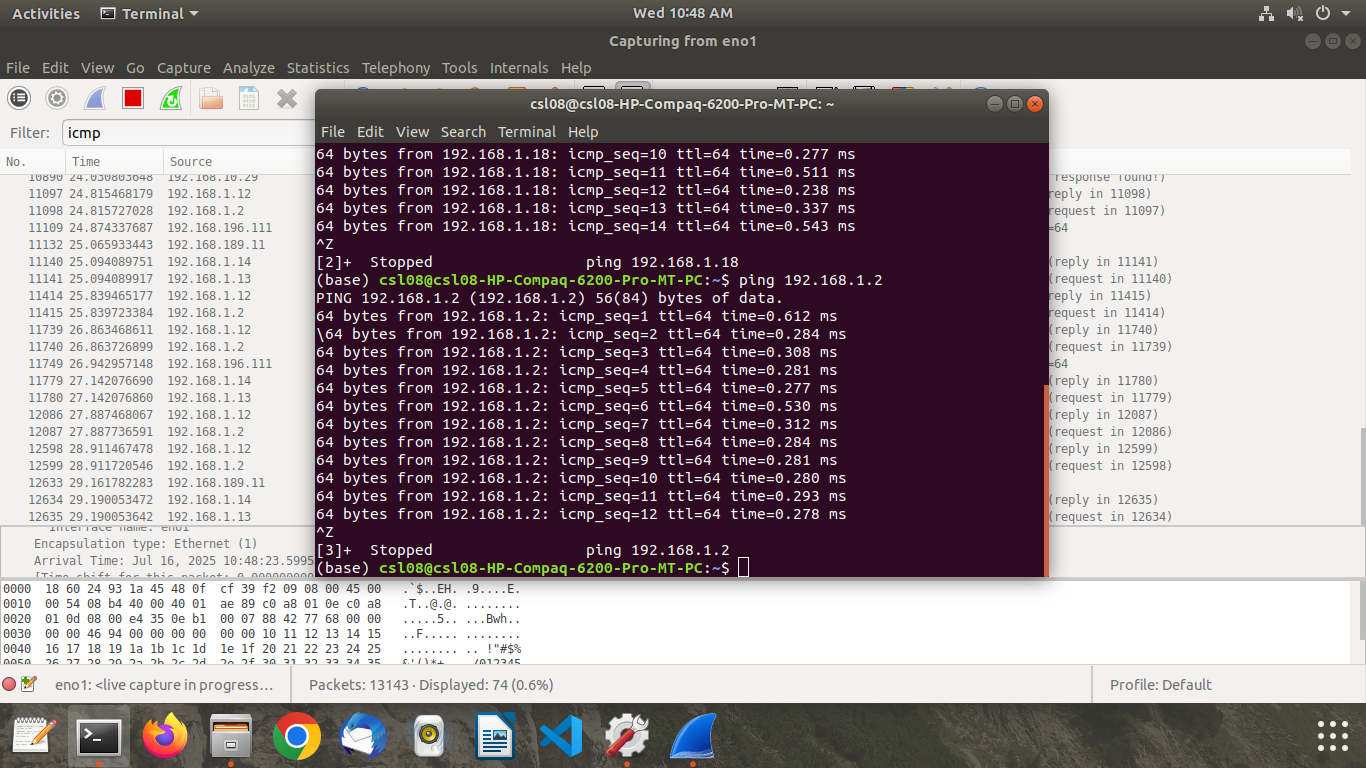 Activities Terminal Wed 10:48 AM
Capturing from eno1
File Edit View Go Capture Analyze Statistics Telephony Tools Internals Help
Filter: icmp
No. Time Source
10890 24.030803648 192.168.10.29 response found!)
11097 24.815468179 192.168.1.12 reply in 11098)
11098 24.815727028 192.168.1.2 request in 11097)
11109 24.874337687 192.168.196.111 =64
11132 25.065933443 192.168.189.11
11140 25.094089751 192.168.1.14 (reply in 11141)
11141 25.094089917 192.168.1.13 (request in 11140)
11414 25.839465177 192.168.1.12 reply in 11415)
11415 25.839723384 192.168.1.2 (request in 11414)
11739 26.863468611 192.168.1.12 (reply in 11740)
11740 26.863726899 192.168.1.2 (request in 11739)
11749 26.942957148 192.168.196.111 =64
11779 27.142076690 192.168.1.14 (reply in 11780)
11780 27.142076860 192.168.1.13 (request in 11779)
12086 27.887468067 192.168.1.12 (reply in 12087)
12087 27.887736591 192.168.1.2 (request in 12086)
12598 28.911467478 192.168.1.12 (reply in 12599)
12599 28.911720546 192.168.1.2 (request in 12598)
12633 29.161782283 192.168.189.11
12634 29.190053472 192.168.1.14 (reply in 12635)
12635 29.190053642 192.168.1.13 (request in 12634)
Interface name: eno1
Encapsulation type: Ethernet (1)
Arrival Time: Jul 16, 2025 10:48:23.5995
[Time shift for this packet: 0.000000000
0000 18 60 24 93 1a 45 48 0f cf 39 f2 09 08 00 45 00 .`$..EH. .9....E.
0010 00 54 08 b4 40 00 40 01 ae 89 c0 a8 01 0e c0 a8 .T..@.@. ........
0020 01 0d 08 00 e4 35 0e b1 00 07 88 42 77 68 00 00 .....5.. ...Bwh..
0030 00 00 46 94 00 00 00 00 00 00 10 11 12 13 14 15 ..F..... ........
0040 16 17 18 19 1a 1b 1c 1d 1e 1f 20 21 22 23 24 25 ........ .. !"#$%
0050 26 27 28 29 2a 2b 2c 2d 2e 2f 30 31 32 33 34 35 &'()*+,- ./012345
eno1: <live capture in progress... Packets: 13143 · Displayed: 74 (0.6%) Profile: Default
csl08@csl08-HP-Compaq-6200-Pro-MT-PC: ~
File Edit View Search Terminal Help
64 bytes from 192.168.1.18: icmp_seq=10 ttl=64 time=0.277 ms
64 bytes from 192.168.1.18: icmp_seq=11 ttl=64 time=0.511 ms
64 bytes from 192.168.1.18: icmp_seq=12 ttl=64 time=0.238 ms
64 bytes from 192.168.1.18: icmp_seq=13 ttl=64 time=0.337 ms
64 bytes from 192.168.1.18: icmp_seq=14 ttl=64 time=0.543 ms
^Z
[2]+  Stopped                 ping 192.168.1.18
(base) csl08@csl08-HP-Compaq-6200-Pro-MT-PC:~$ ping 192.168.1.2
PING 192.168.1.2 (192.168.1.2) 56(84) bytes of data.
64 bytes from 192.168.1.2: icmp_seq=1 ttl=64 time=0.612 ms
\64 bytes from 192.168.1.2: icmp_seq=2 ttl=64 time=0.284 ms
64 bytes from 192.168.1.2: icmp_seq=3 ttl=64 time=0.308 ms
64 bytes from 192.168.1.2: icmp_seq=4 ttl=64 time=0.281 ms
64 bytes from 192.168.1.2: icmp_seq=5 ttl=64 time=0.277 ms
64 bytes from 192.168.1.2: icmp_seq=6 ttl=64 time=0.530 ms
64 bytes from 192.168.1.2: icmp_seq=7 ttl=64 time=0.312 ms
64 bytes from 192.168.1.2: icmp_seq=8 ttl=64 time=0.284 ms
64 bytes from 192.168.1.2: icmp_seq=9 ttl=64 time=0.281 ms
64 bytes from 192.168.1.2: icmp_seq=10 ttl=64 time=0.280 ms
64 bytes from 192.168.1.2: icmp_seq=11 ttl=64 time=0.293 ms
64 bytes from 192.168.1.2: icmp_seq=12 ttl=64 time=0.278 ms
^Z
[3]+  Stopped                 ping 192.168.1.2
(base) csl08@csl08-HP-Compaq-6200-Pro-MT-PC:~$